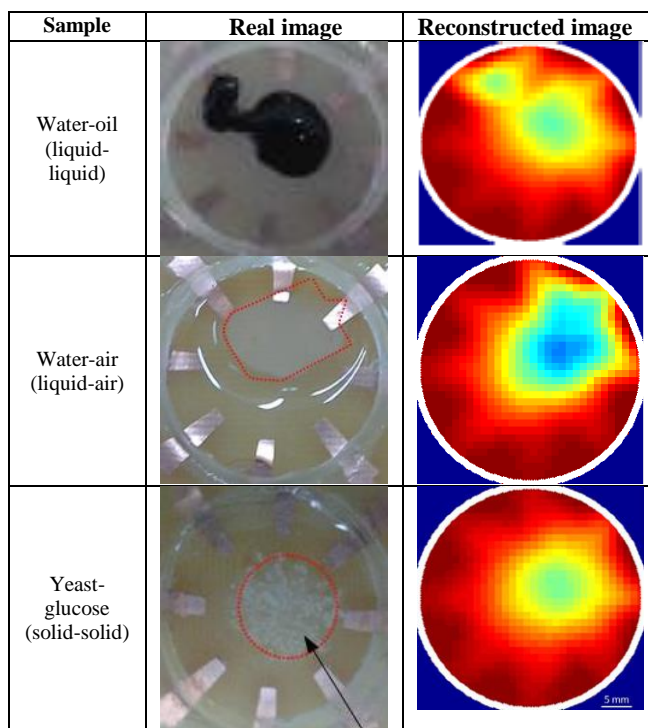 Sample Real image Reconstructed image
Water-oil
(liquid-
liquid)
Water-air
(liquid-air)
Yeast-
glucose
(solid-solid)
5 mm